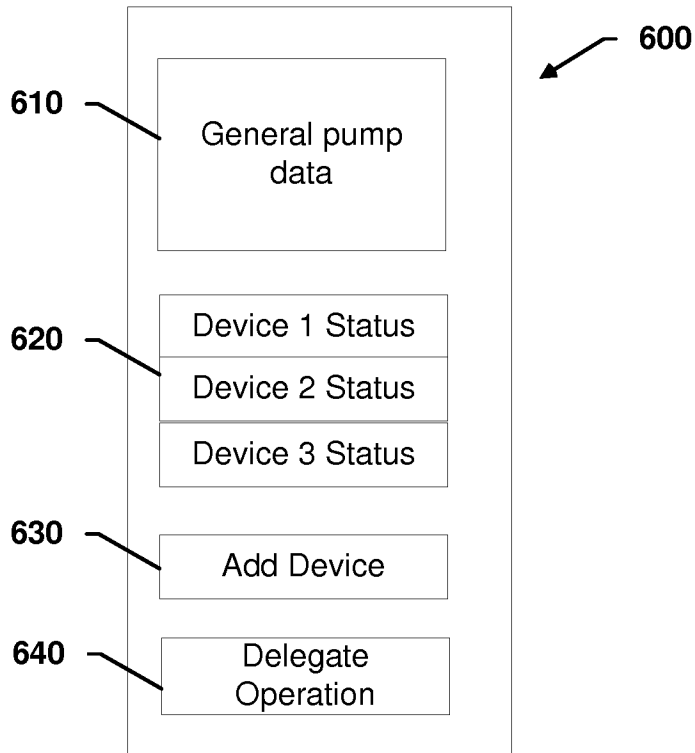 600
610
General pump
data
620
Device 1 Status
Device 2 Status
Device 3 Status
630
Add Device
640
Delegate
Operation